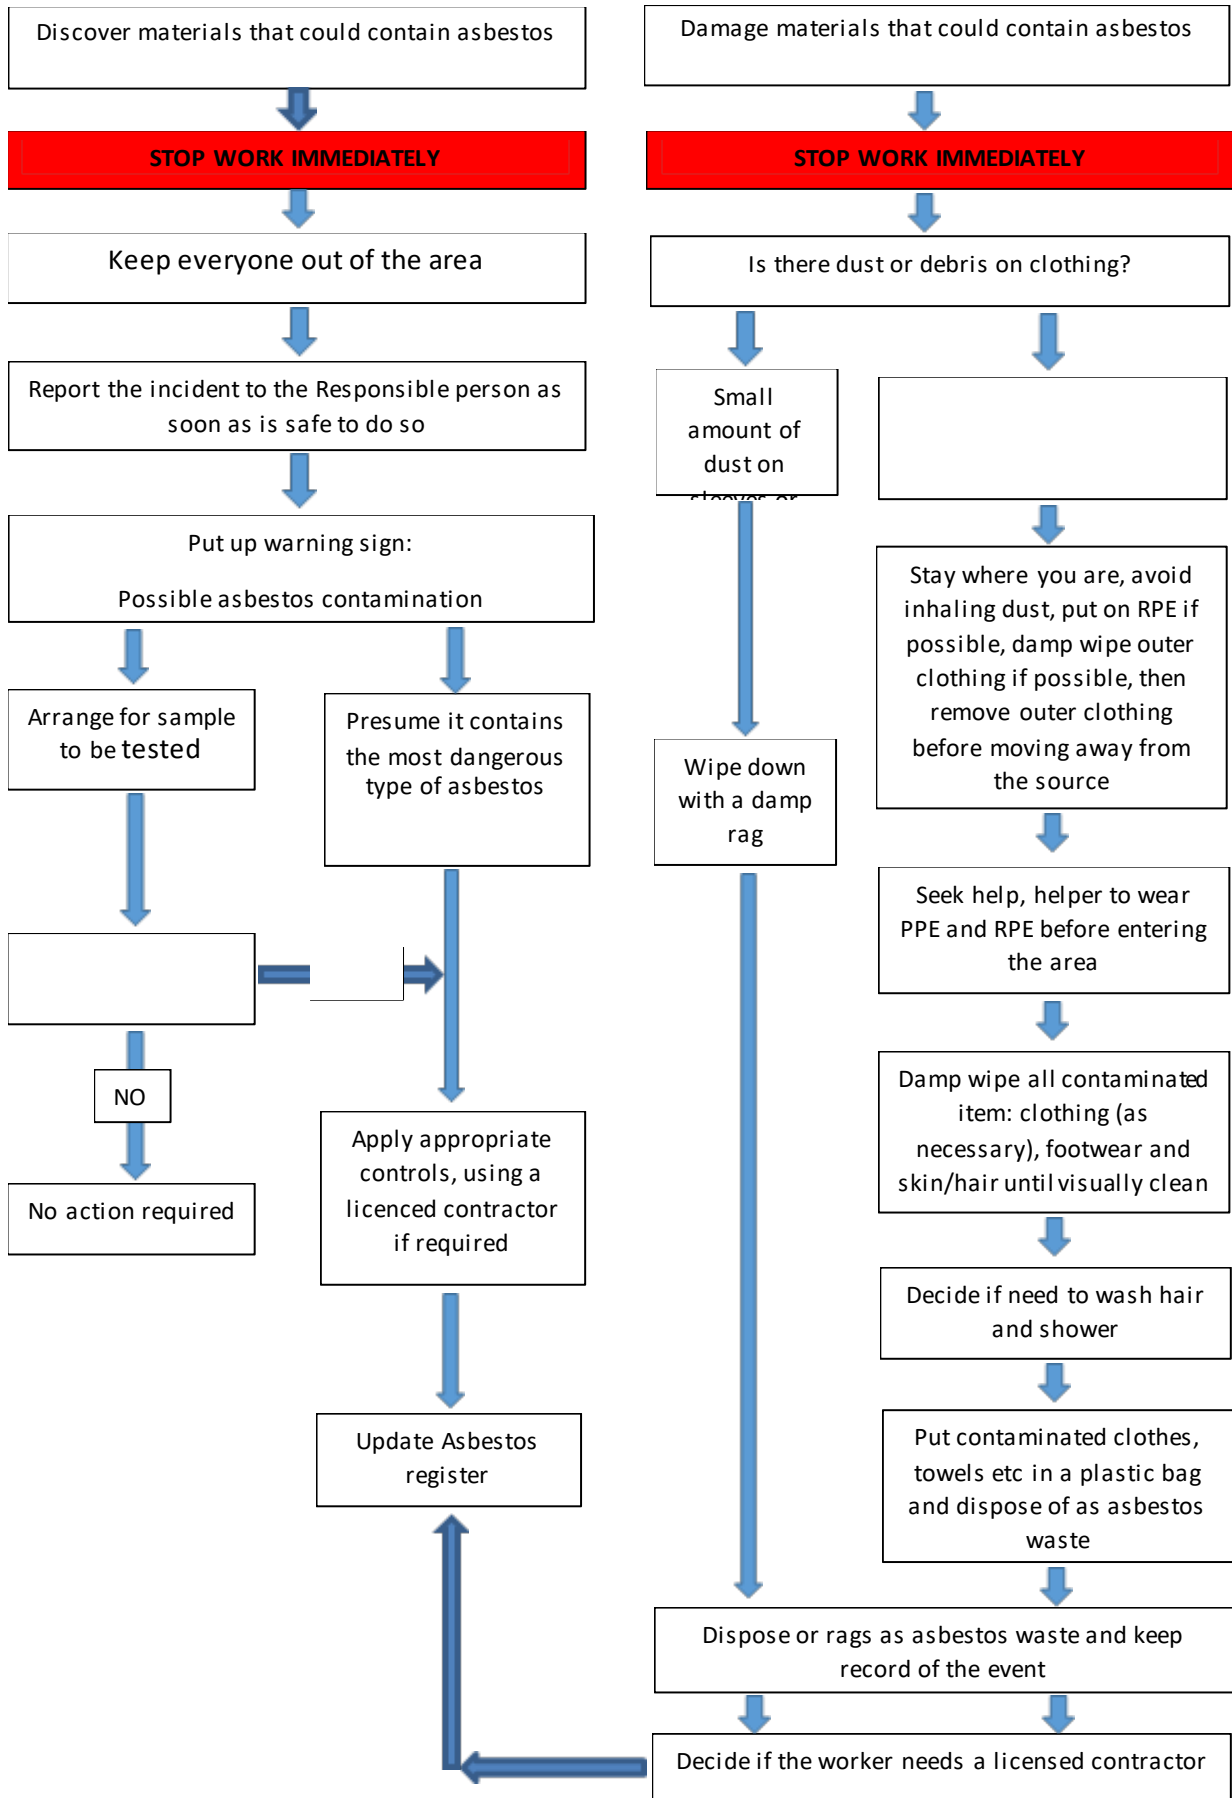 Discover materials that could contain asbestos
STOP WORK IMMEDIATELY
Keep everyone out of the area
Report the incident to the Responsible person as
soon as is safe to do so
Put up warning sign:
Possible asbestos contamination
Arrange for sample
to be tested
Presume it contains
the most dangerous
type of asbestos
NO
No action required
Apply appropriate
controls, using a
licenced contractor
if required
Update Asbestos
register
Damage materials that could contain asbestos
STOP WORK IMMEDIATELY
Is there dust or debris on clothing?
Small
amount of
dust on
sleeves or
Wipe down
with a damp
rag
Stay where you are, avoid
inhaling dust, put on RPE if
possible, damp wipe outer
clothing if possible, then
remove outer clothing
before moving away from
the source
Seek help, helper to wear
PPE and RPE before entering
the area
Damp wipe all contaminated
item: clothing (as
necessary), footwear and
skin/hair until visually clean
Decide if need to wash hair
and shower
Put contaminated clothes,
towels etc in a plastic bag
and dispose of as asbestos
waste
Dispose or rags as asbestos waste and keep
record of the event
Decide if the worker needs a licensed contractor